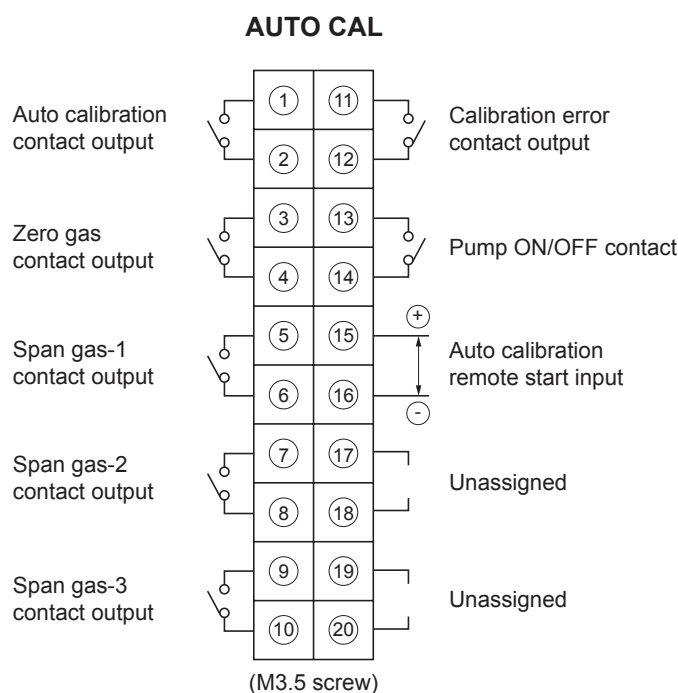 AUTO CAL
Auto calibration
contact output
1
11
2
12
Calibration error
contact output
Zero gas
contact output
3
13
4
14
Pump ON/OFF contact
Span gas-1
contact output
5
15
6
16
+
-
Auto calibration
remote start input
Span gas-2
contact output
7
17
8
18
Unassigned
Span gas-3
contact output
9
19
10
20
Unassigned
(M3.5 screw)